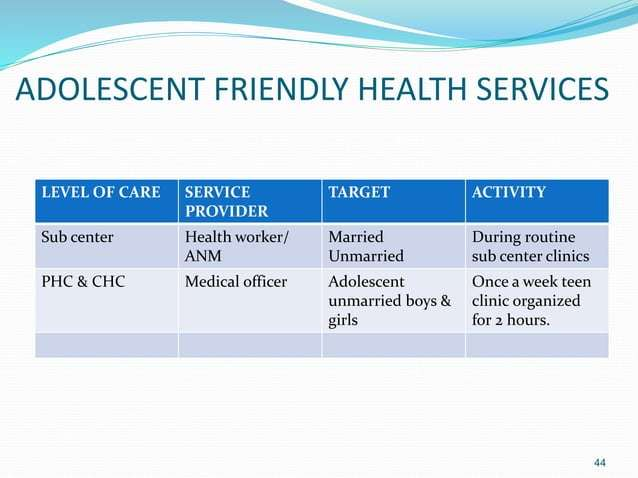 ADOLESCENT FRIENDLY HEALTH SERVICES
LEVEL OF CARE SERVICE PROVIDER TARGET ACTIVITY
Sub center Health worker/ ANM Married Unmarried During routine sub center clinics
PHC & CHC Medical officer Adolescent unmarried boys & girls Once a week teen clinic organized for 2 hours.
44